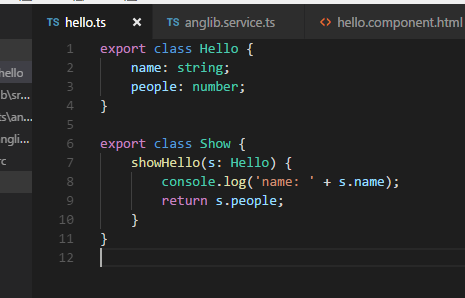 TS hello.ts × TS anglib.service.ts <> hello.component.html
hello
b\sr...
ts\an...
angli...
rc
1 export class Hello {
2     name: string;
3     people: number;
4 }
5
6 export class Show {
7     showHello(s: Hello) {
8         console.log('name: ' + s.name);
9         return s.people;
10     }
11 }
12